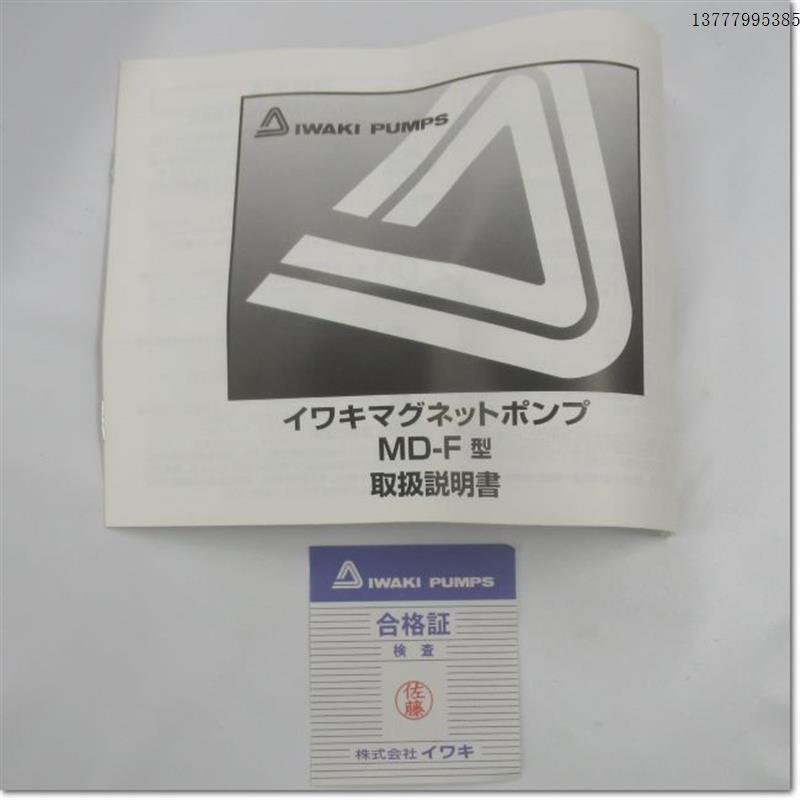 13777995385
IWAKI PUMPS
イワキマグネットポンプ
MD-F 型
取扱説明書
IWAKI PUMPS
合格証
検査
佐藤
株式会社イワキ